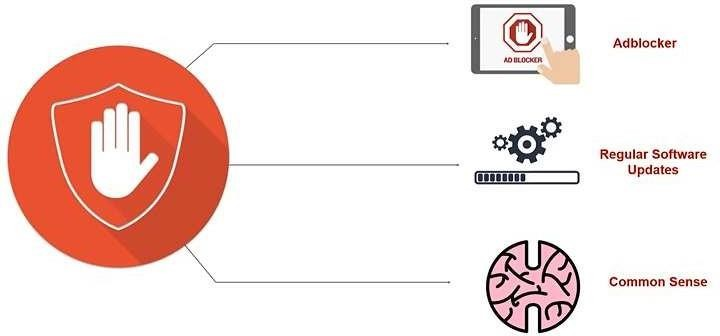 AD BLOCKER
Adblocker
Regular Software
Updates
Common Sense